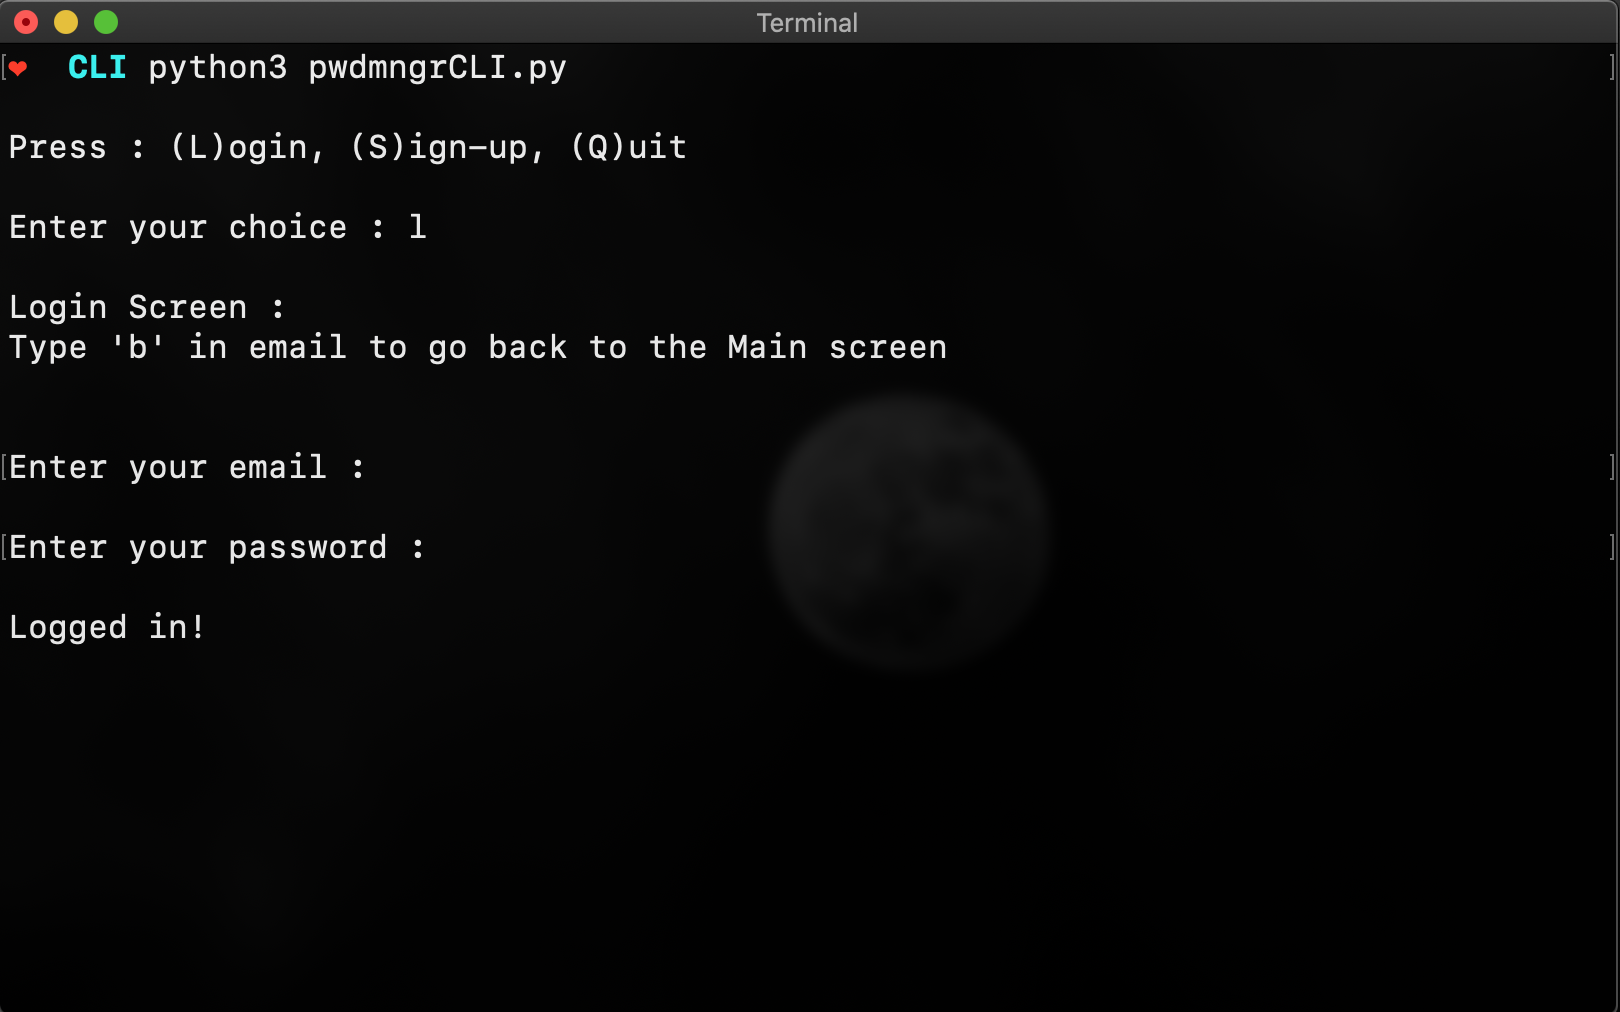 Terminal
❤ CLI python3 pwdmngrCLI.py
Press : (L)ogin, (S)ign-up, (Q)uit
Enter your choice : l
Login Screen :
Type 'b' in email to go back to the Main screen
Enter your email :
Enter your password :
Logged in!